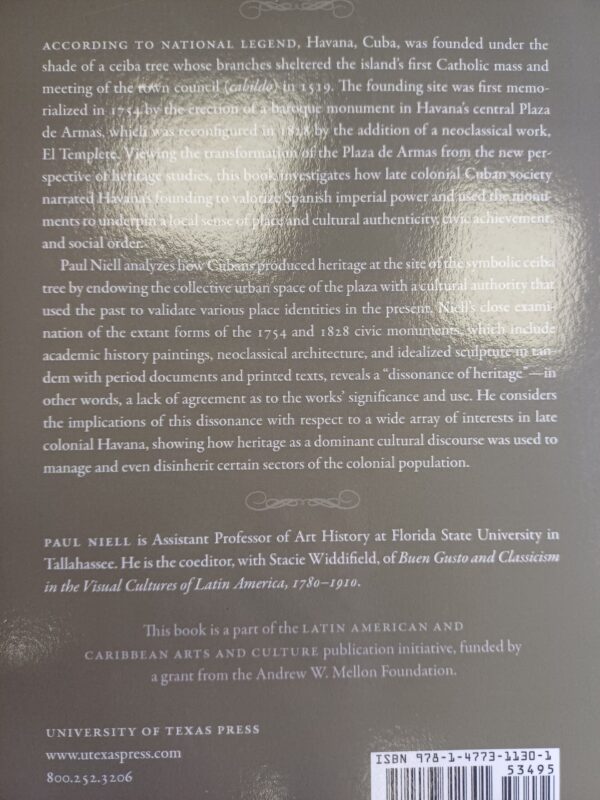 ACCORDING TO NATIONAL LEGEND, Havana, Cuba, was founded under the
shade of a ceiba tree whose branches sheltered the island's first Catholic mass and
meeting of the town council (cabildo) in 1519. The founding site was first memo-
rialized in 1754 by the erection of a baroque monument in Havana's central Plaza
de Armas, which was reconfigured in 1828 by the addition of a neoclassical work,
El Templete. Viewing the transformation of the Plaza de Armas from the new per-
spective of heritage studies, this book investigates how late colonial Cuban society
narrated Havana's founding to valorize Spanish imperial power and used the monu-
ments to underpin a local sense of place and cultural authenticity, civic achievement,
and social order.
Paul Niell analyzes how Cubans produced heritage at the site of the symbolic ceiba
tree by endowing the collective urban space of the plaza with a cultural authority that
used the past to validate various place identities in the present. Niell's close exami-
nation of the extant forms of the 1754 and 1828 civic monuments, which include
academic history paintings, neoclassical architecture, and idealized sculpture in tan-
dem with period documents and printed texts, reveals a "dissonance of heritage"—in
other words, a lack of agreement as to the works' significance and use. He considers
the implications of this dissonance with respect to a wide array of interests in late
colonial Havana, showing how heritage as a dominant cultural discourse was used to
manage and even disinherit certain sectors of the colonial population.
PAUL NIELL is Assistant Professor of Art History at Florida State University in
Tallahassee. He is the coeditor, with Stacie Widdifield, of Buen Gusto and Classicism
in the Visual Cultures of Latin America, 1780–1910.
This book is a part of the LATIN AMERICAN AND
CARIBBEAN ARTS AND CULTURE publication initiative, funded by
a grant from the Andrew W. Mellon Foundation.
UNIVERSITY OF TEXAS PRESS
www.utexaspress.com
800.252.3206
ISBN 978-1-4773-1130-1
53495